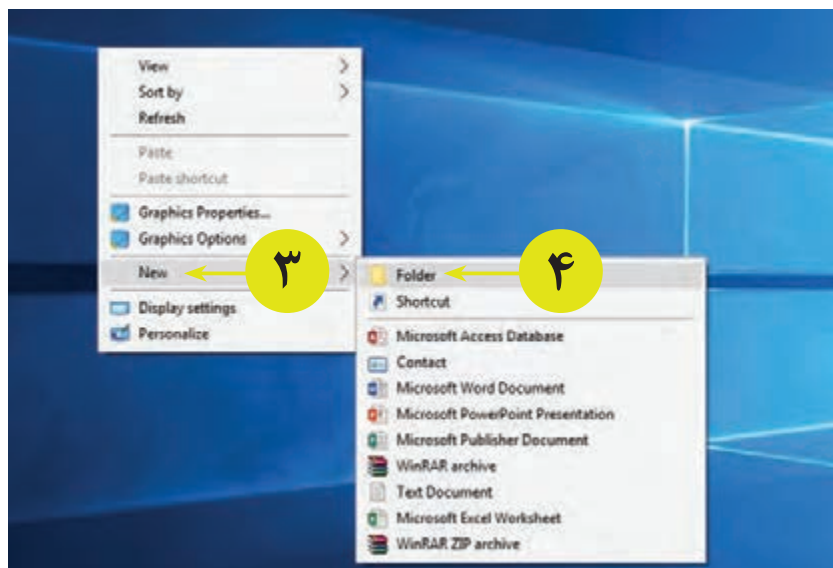 View
Sort by
Refresh
Paste
Paste shortcut
Graphics Properties...
Graphics Options
New
۳
Display settings
Personalize
Folder
۴
Shortcut
Microsoft Access Database
Contact
Microsoft Word Document
Microsoft PowerPoint Presentation
Microsoft Publisher Document
WinRAR archive
Text Document
Microsoft Excel Worksheet
WinRAR ZIP archive